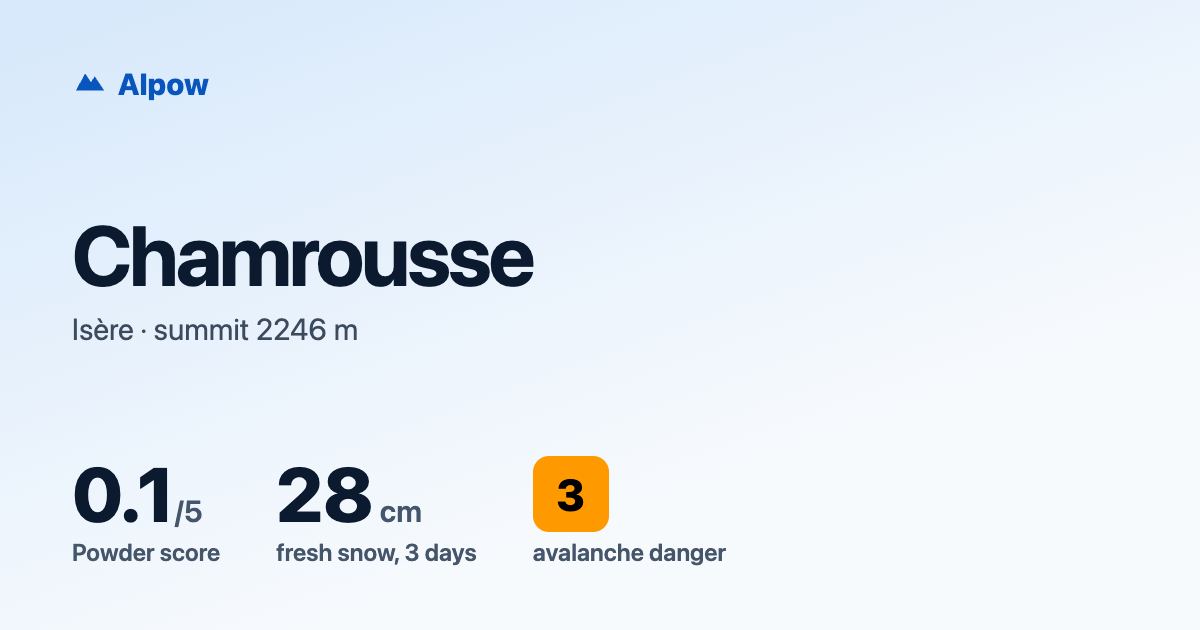 Alpow
Chamrousse
Isère · summit 2246 m
0.1/5
Powder score
28 cm
fresh snow, 3 days
3
avalanche danger